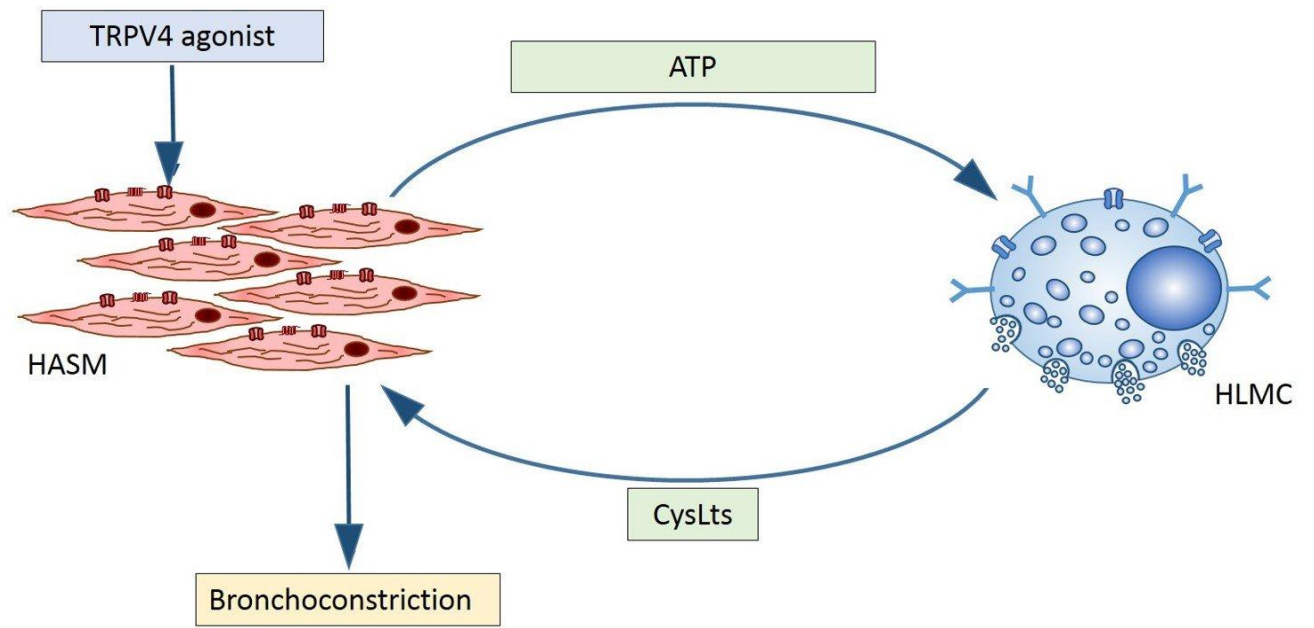 TRPV4 agonist
ATP
HASM
HLMC
CysLts
Bronchoconstriction